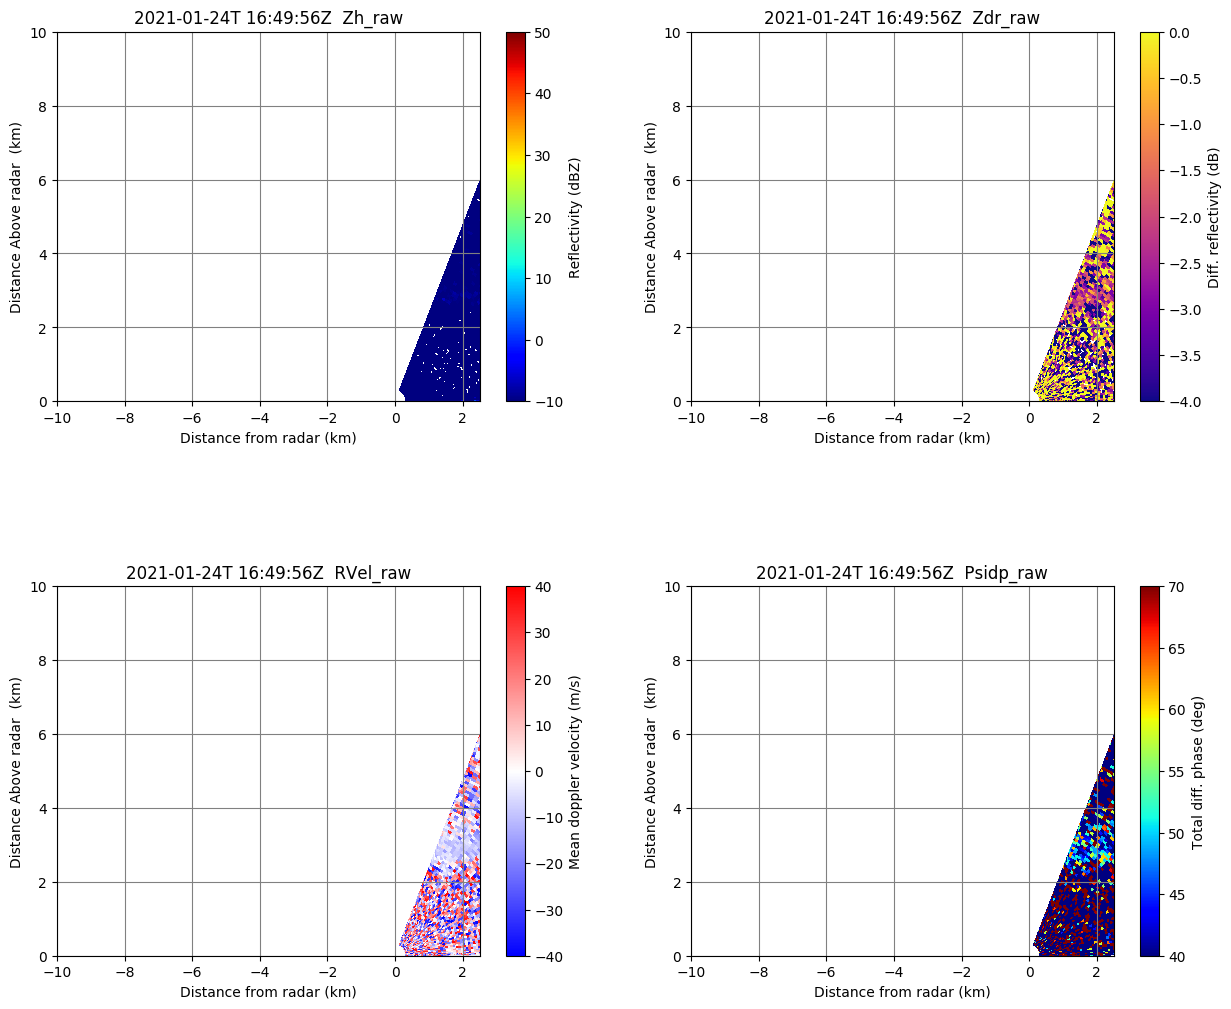 2021-01-24T 16:49:56Z  Zh_raw
10
8
6
4
2
0
Distance Above radar  (km)
−10 −8 −6 −4 −2 0 2
Distance from radar (km)
50
40
30
20
10
0
−10
Reflectivity (dBZ)
2021-01-24T 16:49:56Z  Zdr_raw
10
8
6
4
2
0
Distance Above radar  (km)
−10 −8 −6 −4 −2 0 2
Distance from radar (km)
0.0
−0.5
−1.0
−1.5
−2.0
−2.5
−3.0
−3.5
−4.0
Diff. reflectivity (dB)
2021-01-24T 16:49:56Z  RVel_raw
10
8
6
4
2
0
Distance Above radar  (km)
−10 −8 −6 −4 −2 0 2
Distance from radar (km)
40
30
20
10
0
−10
−20
−30
−40
Mean doppler velocity (m/s)
2021-01-24T 16:49:56Z  Psidp_raw
10
8
6
4
2
0
Distance Above radar  (km)
−10 −8 −6 −4 −2 0 2
Distance from radar (km)
70
65
60
55
50
45
40
Total diff. phase (deg)